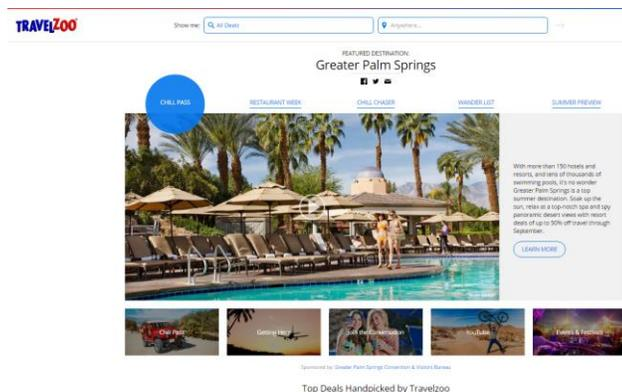 TRAVELZOO
Show me: All Deals Anywhere...
FEATURED DESTINATION:
Greater Palm Springs
CHILL PASS RESTAURANT WEEK CHILL CHASER WANDER LIST SUMMER PREVIEW
With more than 150 hotels and
resorts, and tens of thousands of
swimming pools, it's no wonder
Greater Palm Springs is a top
summer destination. Soak up the
sun, relax at a top-notch spa and spy
panoramic desert views with resort
deals of up to 50% off travel through
September.
LEARN MORE
Chill Pass Getting Here Join the Conversation YouTube Events & Festivals
Sponsored by: Greater Palm Springs Convention & Visitors Bureau
Top Deals Handpicked by Travelzoo